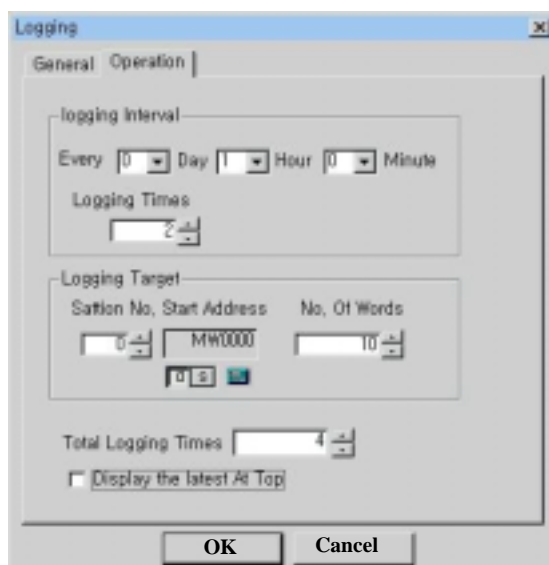 Logging
General Operation
logging Interval
Every 0 Day 1 Hour 0 Minute
Logging Times
2
Logging Target
Sattion No, Start Address No, Of Words
0 MW0000 10
D S
Total Logging Times 4
Display the latest At Top
OK Cancel